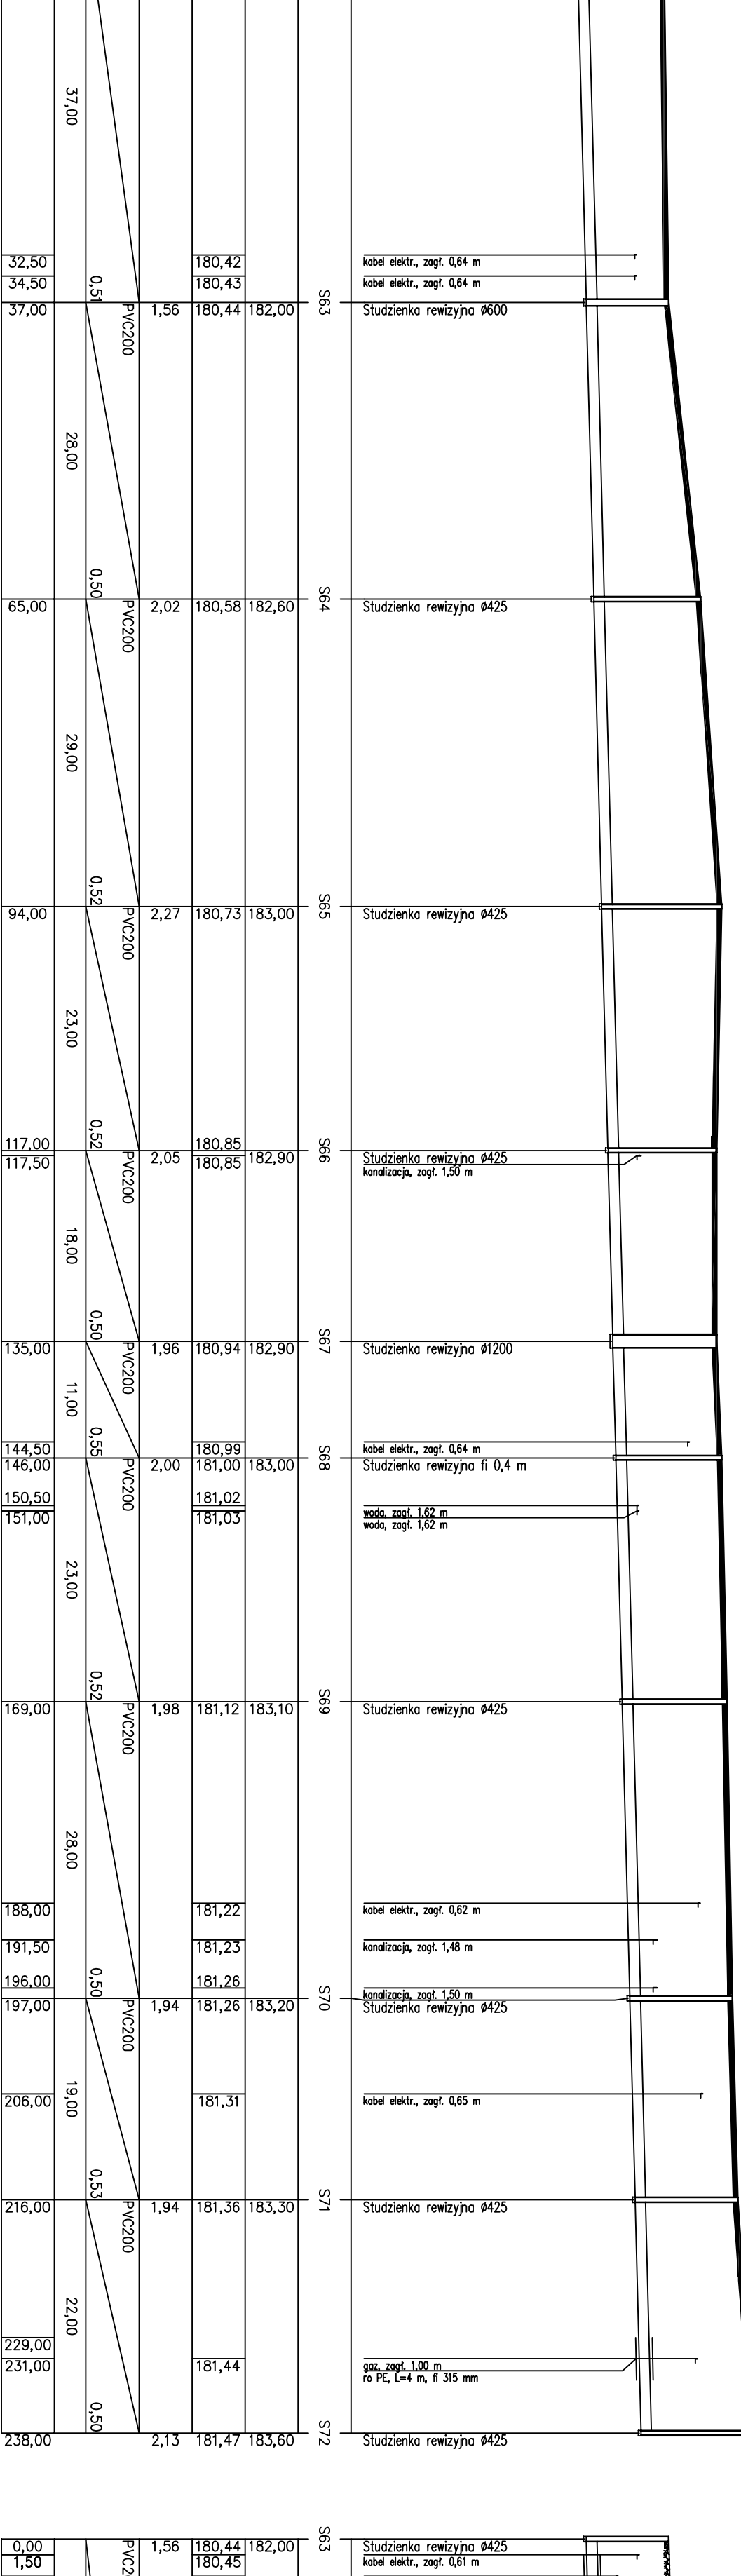 37,00
32,50 180,42 kabel elektr., zagł. 0,64 m
34,50 180,43 kabel elektr., zagł. 0,64 m
0,51
S63
37,00 PVC200 1,56 180,44 182,00 Studzienka rewizyjna Ø600
28,00
0,50
S64
65,00 PVC200 2,02 180,58 182,60 Studzienka rewizyjna Ø425
29,00
0,52
S65
94,00 PVC200 2,27 180,73 183,00 Studzienka rewizyjna Ø425
23,00
0,52
S66
117,00 PVC200 2,05 180,85 182,90 Studzienka rewizyjna Ø425
117,50 180,85 kanalizacja, zagł. 1,50 m
18,00
0,50
S67
135,00 PVC200 1,96 180,94 182,90 Studzienka rewizyjna Ø1200
11,00
144,50 180,99 kabel elektr., zagł. 0,64 m
0,55
S68
146,00 PVC200 2,00 181,00 183,00 Studzienka rewizyjna fi 0,4 m
150,50 181,02 woda, zagł. 1,62 m
151,00 181,03 woda, zagł. 1,62 m
23,00
0,52
S69
169,00 PVC200 1,98 181,12 183,10 Studzienka rewizyjna Ø425
28,00
188,00 181,22 kabel elektr., zagł. 0,62 m
191,50 181,23 kanalizacja, zagł. 1,48 m
196,00 181,26 kanalizacja, zagł. 1,50 m
0,50
S70
197,00 PVC200 1,94 181,26 183,20 Studzienka rewizyjna Ø425
19,00
206,00 181,31 kabel elektr., zagł. 0,65 m
0,53
S71
216,00 PVC200 1,94 181,36 183,30 Studzienka rewizyjna Ø425
22,00
229,00
231,00 181,44 gaz, zagł. 1,00 m
ro PE, L=4 m, fi 315 mm
0,50
S72
238,00 2,13 181,47 183,60 Studzienka rewizyjna Ø425
S63
0,00 PVC2 1,56 180,44 182,00 Studzienka rewizyjna Ø425
1,50 180,45 kabel elektr., zagł. 0,61 m